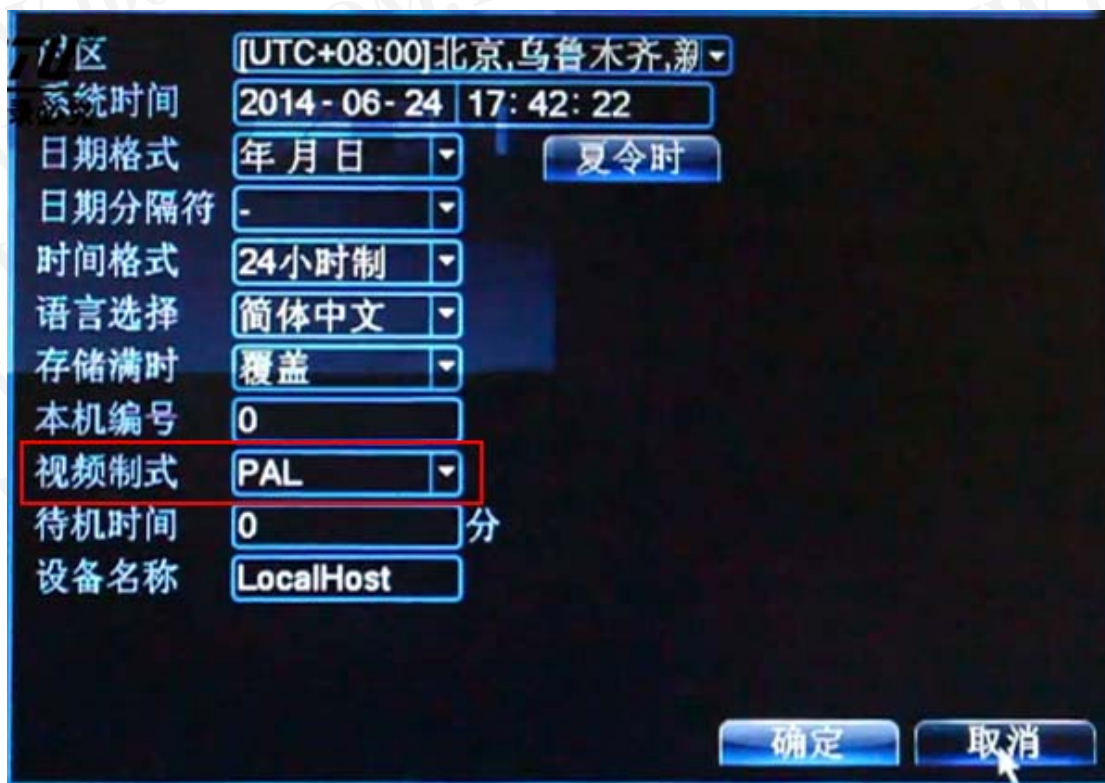 区 [UTC+08:00]北京,乌鲁木齐,新
系统时间 2014 - 06 - 24 17: 42: 22
日期格式 年 月 日 夏令时
日期分隔符 -
时间格式 24小时制
语言选择 简体中文
存储满时 覆盖
本机编号 0
视频制式 PAL
待机时间 0 分
设备名称 LocalHost
确定 取消